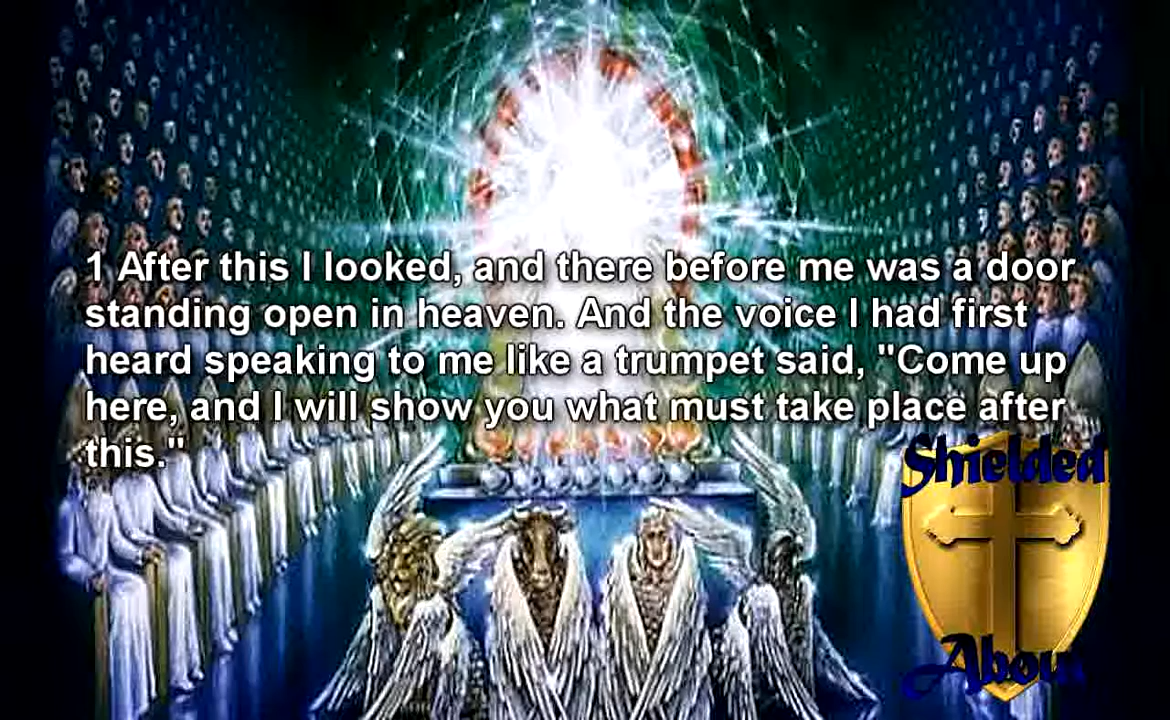 1 After this I looked, and there before me was a door
standing open in heaven. And the voice I had first
heard speaking to me like a trumpet said, "Come up
here, and I will show you what must take place after
this."
Shielded
About